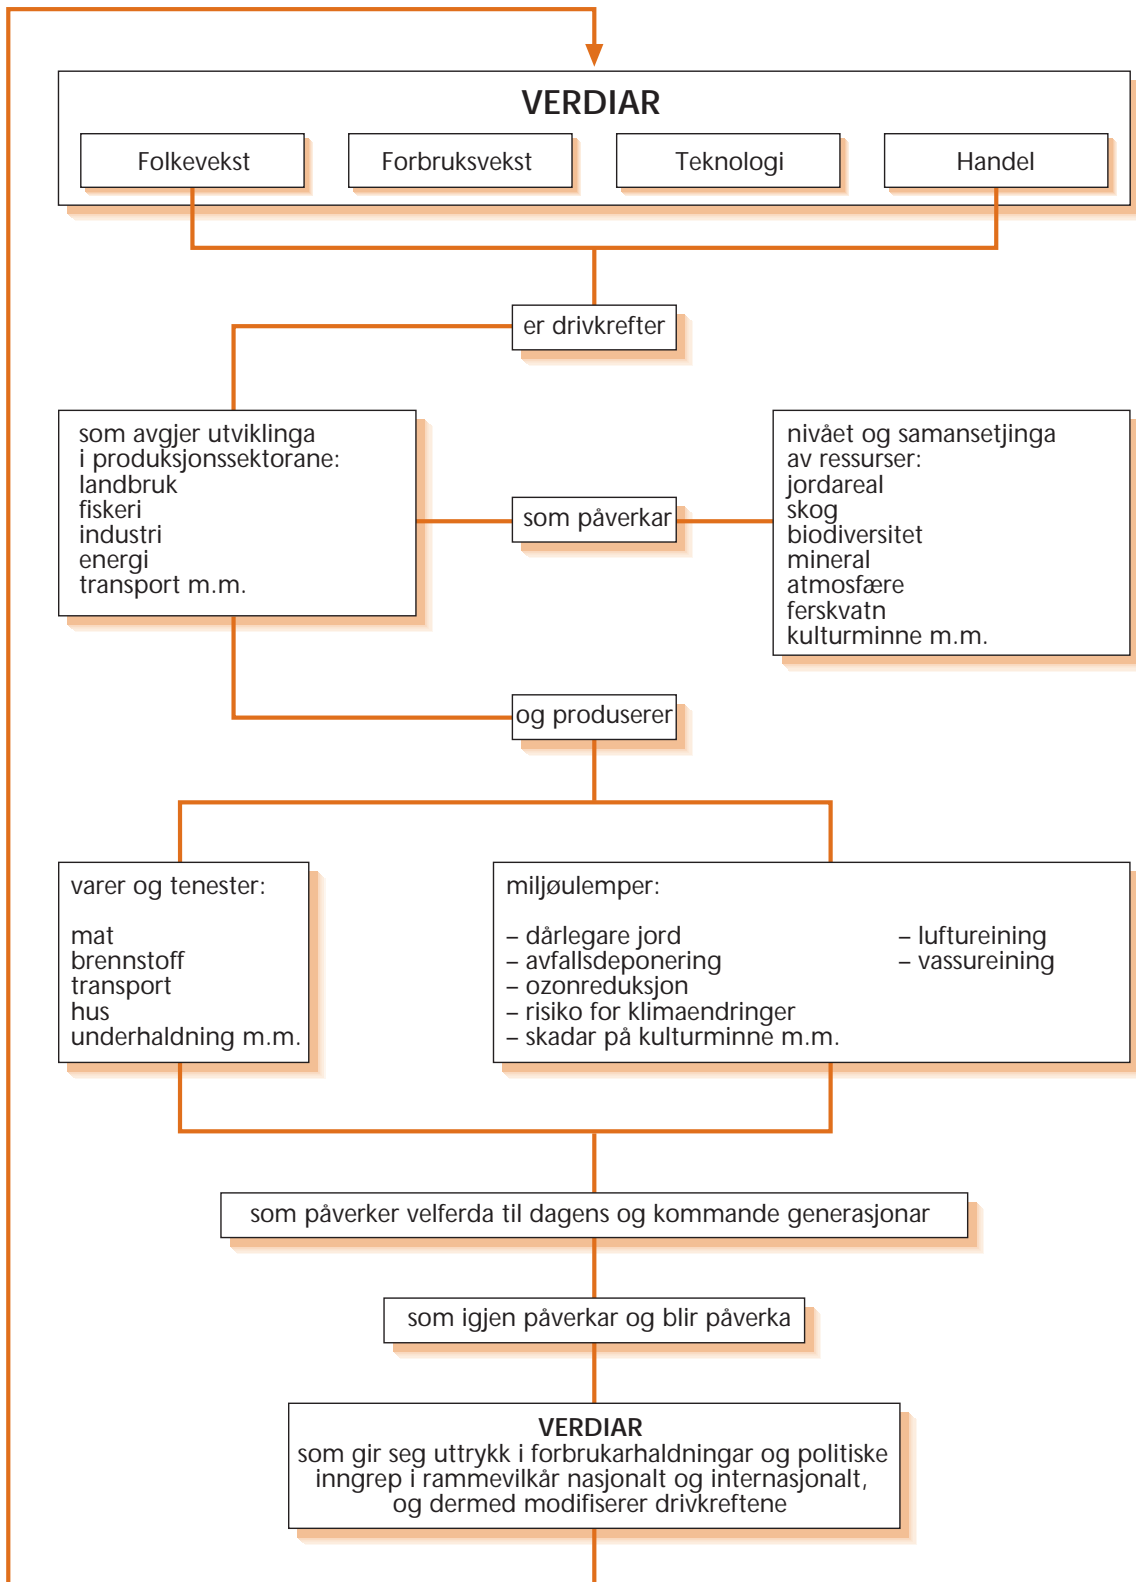 VERDIAR
Folkevekst
Forbruksvekst
Teknologi
Handel
er drivkrefter
som avgjer utviklinga
i produksjonssektorane:
landbruk
fiskeri
industri
energi
transport m.m.
som påverkar
nivået og samansetjinga
av ressurser:
jordareal
skog
biodiversitet
mineral
atmosfære
ferskvatn
kulturminne m.m.
og produserer
varer og tenester:
mat
brennstoff
transport
hus
underhaldning m.m.
miljøulemper:
– dårlegare jord
– avfallsdeponering
– ozonreduksjon
– risiko for klimaendringer
– skadar på kulturminne m.m.
– luftureining
– vassureining
som påverker velferda til dagens og kommande generasjonar
som igjen påverkar og blir påverka
VERDIAR
som gir seg uttrykk i forbrukarhaldningar og politiske
inngrep i rammevilkår nasjonalt og internasjonalt,
og dermed modifiserer drivkreftene